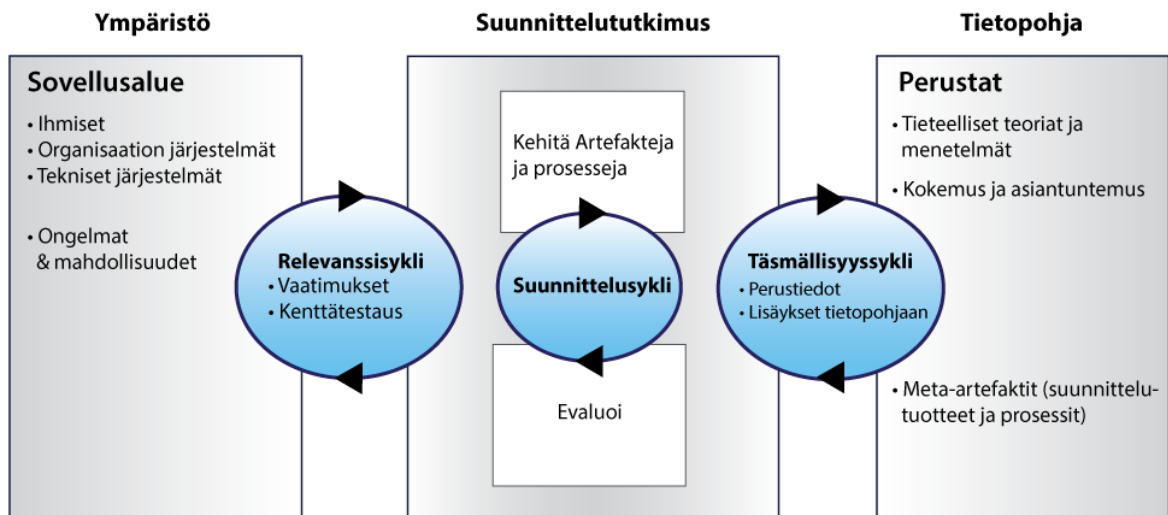 Ympäristö
Suunnittelututkimus
Tietopohja
Sovellusalue
• Ihmiset
• Organisaation järjestelmät
• Tekniset järjestelmät
• Ongelmat
& mahdollisuudet
Relevanssisykli
• Vaatimukset
• Kenttätestaus
Kehitä Artefakteja
ja prosesseja
Suunnittelusykli
Evaluoi
Täsmällisyyssykli
• Perustiedot
• Lisäykset tietopohjaan
Perustat
• Tieteelliset teoriat ja
menetelmät
• Kokemus ja asiantuntemus
• Meta-artefaktit (suunnittelu-
tuotteet ja prosessit)